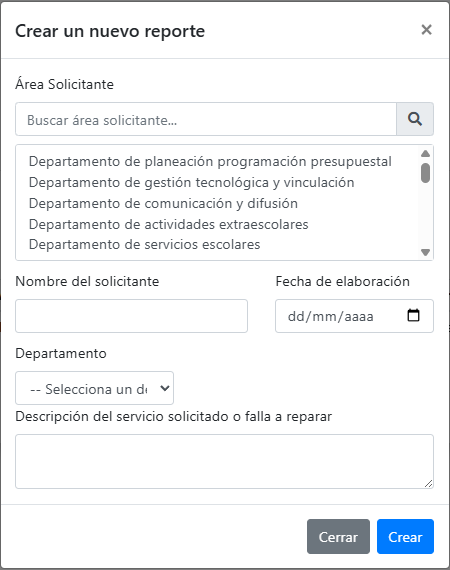 Crear un nuevo reporte ×
Área Solicitante
Buscar área solicitante...
Departamento de planeación programación presupuestal
Departamento de gestión tecnológica y vinculación
Departamento de comunicación y difusión
Departamento de actividades extraescolares
Departamento de servicios escolares
Nombre del solicitante Fecha de elaboración
dd/mm/aaaa
Departamento
-- Selecciona un de
Descripción del servicio solicitado o falla a reparar
Cerrar Crear